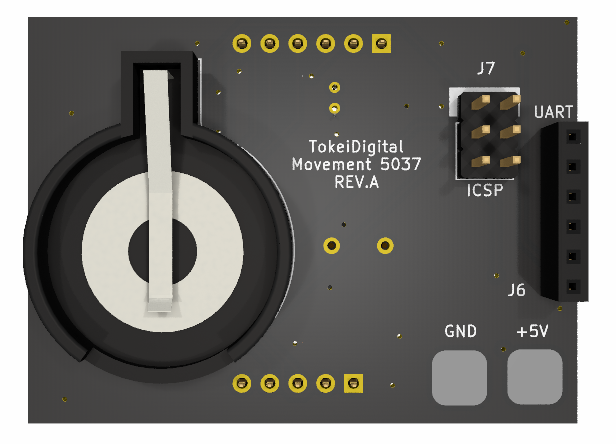 J7
UART
TokeiDigital
Movement 5037
REV.A
ICSP
J6
GND
+5V